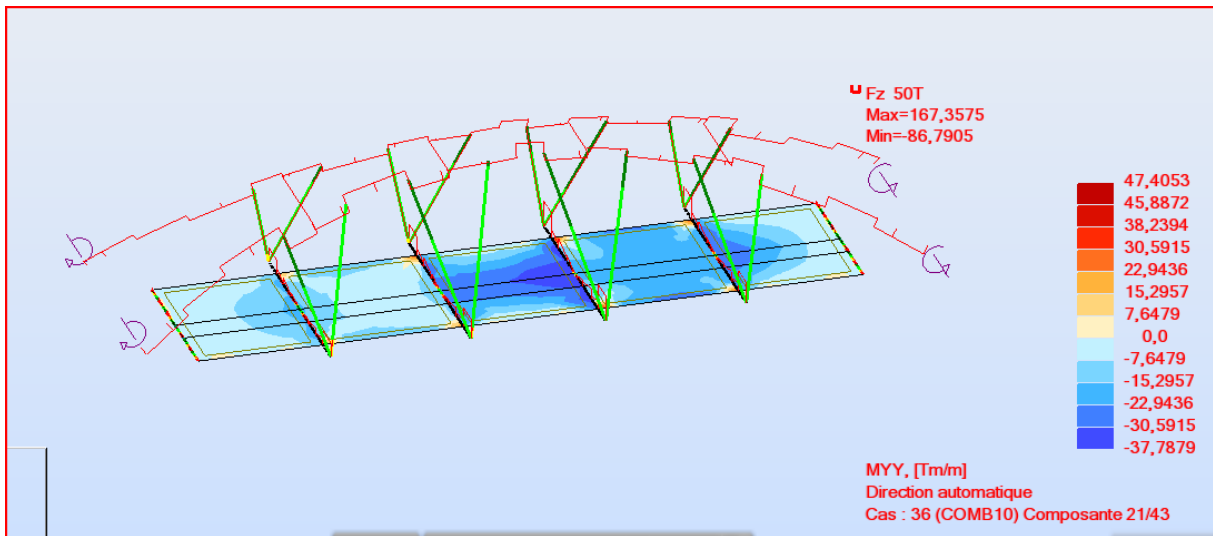 Fz 50T
Max=167,3575
Min=-86,7905
47,4053
45,8872
38,2394
30,5915
22,9436
15,2957
7,6479
0,0
-7,6479
-15,2957
-22,9436
-30,5915
-37,7879
MYY, [Tm/m]
Direction automatique
Cas : 36 (COMB10) Composante 21/43